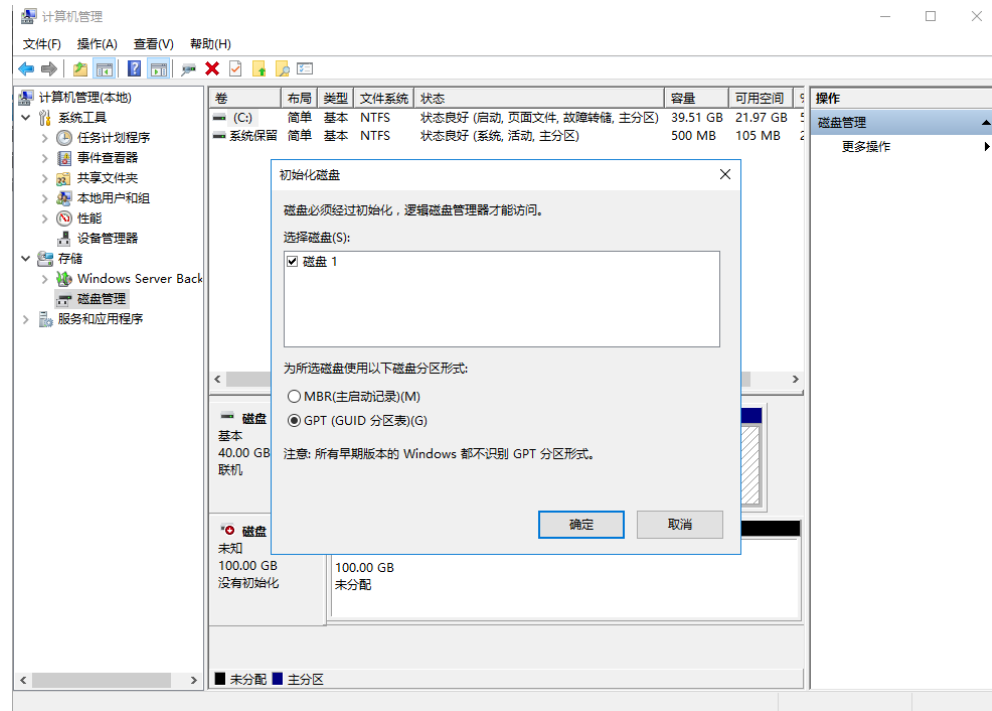 计算机管理
文件(F) 操作(A) 查看(V) 帮助(H)
计算机管理(本地)
系统工具
任务计划程序
事件查看器
共享文件夹
本地用户和组
性能
设备管理器
存储
Windows Server Back
磁盘管理
服务和应用程序
卷 布局 类型 文件系统 状态 容量 可用空间
(C:) 简单 基本 NTFS 状态良好 (启动, 页面文件, 故障转储, 主分区) 39.51 GB 21.97 GB
系统保留 简单 基本 NTFS 状态良好 (系统, 活动, 主分区) 500 MB 105 MB
操作
磁盘管理
更多操作
初始化磁盘
磁盘必须经过初始化，逻辑磁盘管理器才能访问。
选择磁盘(S):
磁盘 1
为所选磁盘使用以下磁盘分区形式:
MBR(主启动记录)(M)
GPT (GUID 分区表)(G)
注意: 所有早期版本的 Windows 都不识别 GPT 分区形式。
确定 取消
磁盘
基本
40.00 GB
联机
磁盘
未知
100.00 GB
没有初始化
100.00 GB
未分配
未分配 主分区